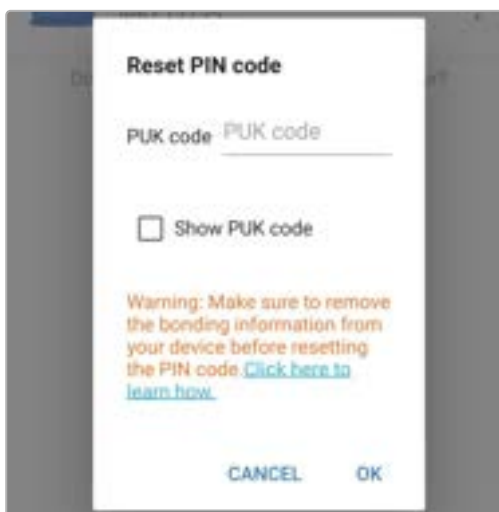 Reset PIN code
PUK code PUK code
Show PUK code
Warning: Make sure to remove
the bonding information from
your device before resetting
the PIN code. Click here to
learn how.
CANCEL OK